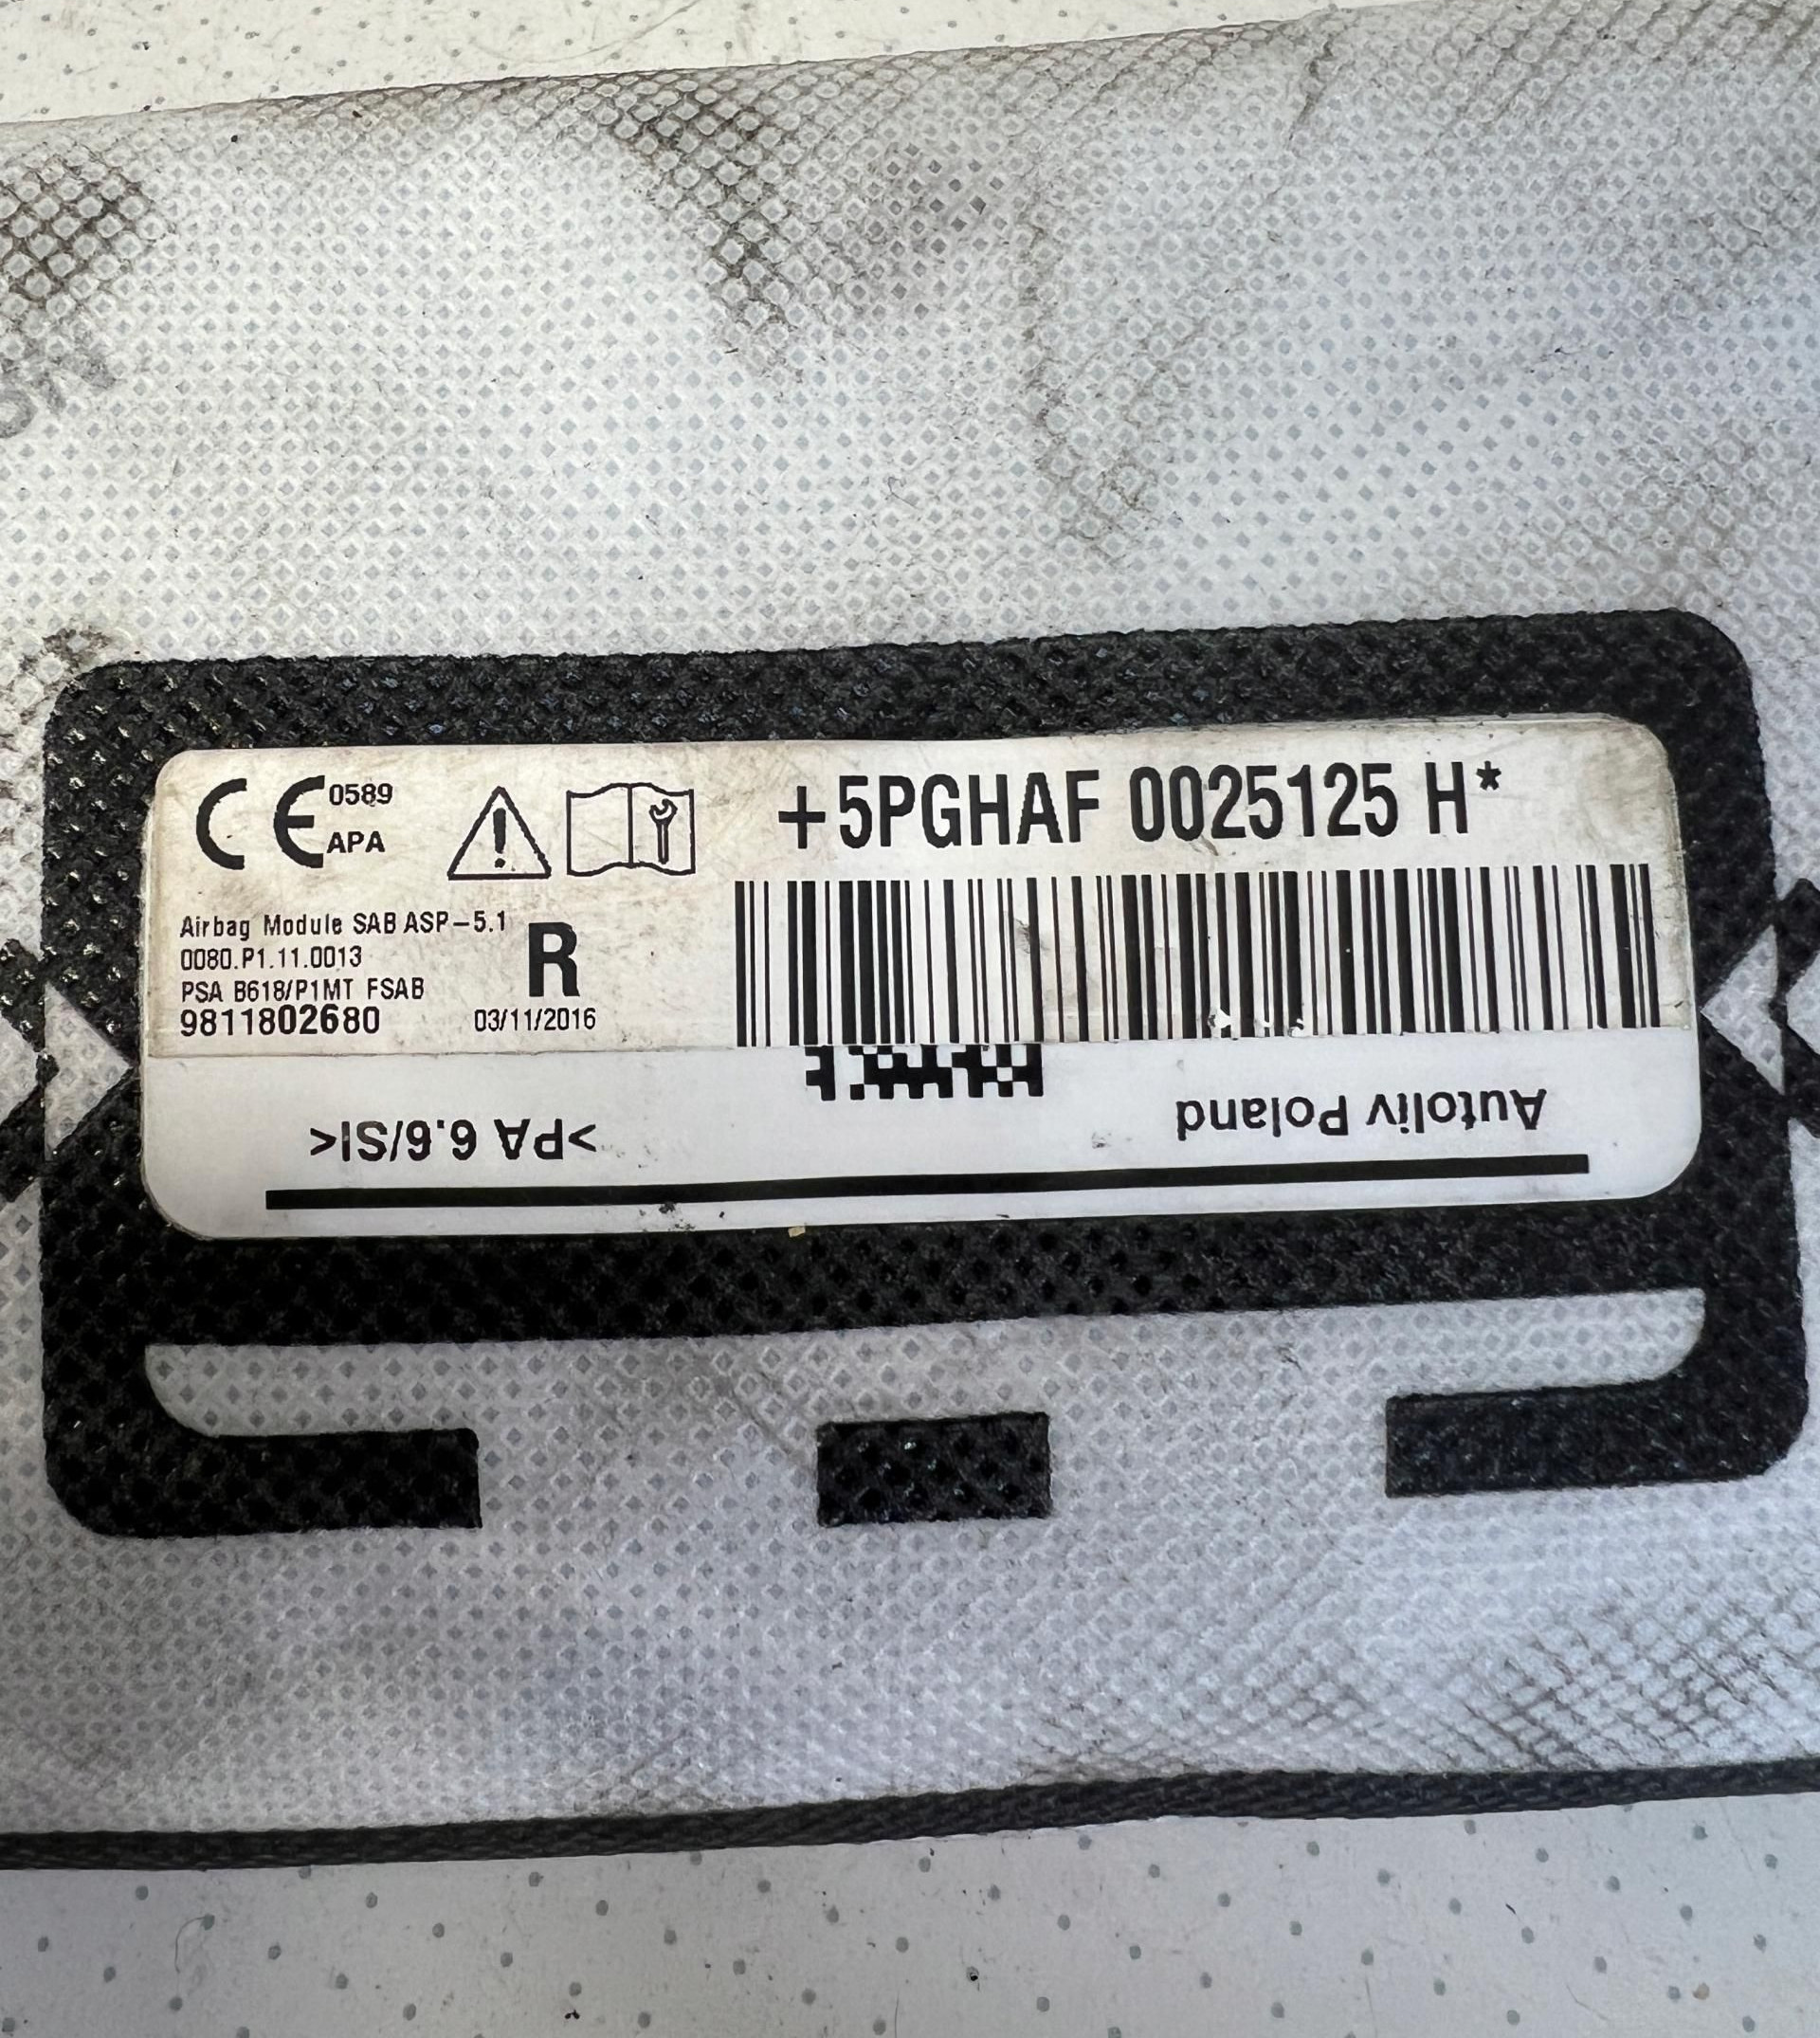 CE 0589
APA
+5PGHAF 0025125 H*
Airbag Module SAB ASP-5.1
0080.P1.11.0013
R
PSA B618/P1MT FSAB
9811802680 03/11/2016
>PA 6.6/SI<
Autoliv Poland